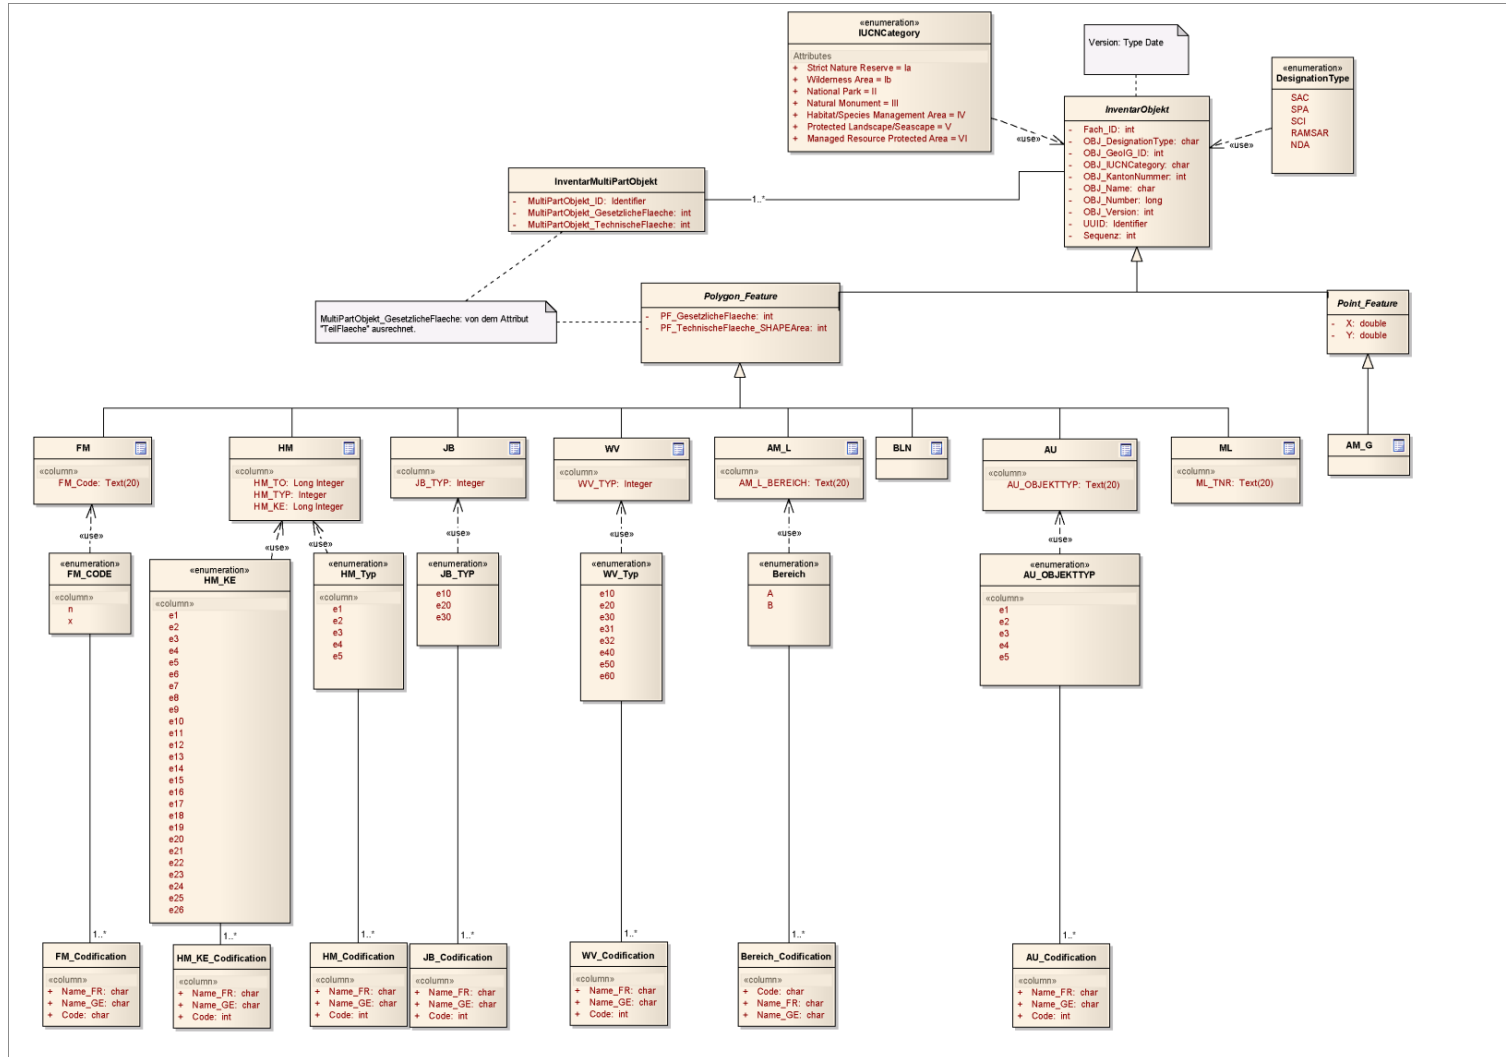 «enumeration»
IUCNCategory
Attributes
+ Strict Nature Reserve = Ia
+ Wilderness Area = Ib
+ National Park = II
+ Natural Monument = III
+ Habitat/Species Management Area = IV
+ Protected Landscape/Seascape = V
+ Managed Resource Protected Area = VI
Version: Type Date
«enumeration»
DesignationType
SAC
SPA
SCI
RAMSAR
NDA
«use»
«use»
InventarObjekt
- Fach_ID: int
- OBJ_DesignationType: char
- OBJ_GeoIG_ID: int
- OBJ_IUCNCategory: char
- OBJ_KantonNummer: int
- OBJ_Name: char
- OBJ_Number: long
- OBJ_Version: int
- UUID: Identifier
- Sequenz: int
InventarMultiPartObjekt
- MultiPartObjekt_ID: Identifier
- MultiPartObjekt_GesetzlicheFlaeche: int
- MultiPartObjekt_TechnischeFlaeche: int
1..*
MultiPartObjekt_GesetzlicheFlaeche: von dem Attribut
"TeilFlaeche" ausrechnet.
Polygon_Feature
- PF_GesetzlicheFlaeche: int
- PF_TechnischeFlaeche_SHAPEArea: int
Point_Feature
- X: double
- Y: double
FM
«column»
FM_Code: Text(20)
HM
«column»
HM_TO: Long Integer
HM_TYP: Integer
HM_KE: Long Integer
JB
«column»
JB_TYP: Integer
WV
«column»
WV_TYP: Integer
AM_L
«column»
AM_L_BEREICH: Text(20)
BLN
AU
«column»
AU_OBJEKTTYP: Text(20)
ML
«column»
ML_TNR: Text(20)
AM_G
«use»
«use»
«use»
«use»
«use»
«use»
«use»
«enumeration»
FM_CODE
«column»
n
x
«enumeration»
HM_KE
«column»
e1
e2
e3
e4
e5
e6
e7
e8
e9
e10
e11
e12
e13
e14
e15
e16
e17
e18
e19
e20
e21
e22
e23
e24
e25
e26
«enumeration»
HM_Typ
«column»
e1
e2
e3
e4
e5
«enumeration»
JB_TYP
e10
e20
e30
«enumeration»
WV_Typ
e10
e20
e30
e31
e32
e40
e50
e60
«enumeration»
Bereich
A
B
«enumeration»
AU_OBJEKTTYP
«column»
e1
e2
e3
e4
e5
1..*
1..*
1..*
1..*
1..*
1..*
1..*
FM_Codification
«column»
+ Name_FR: char
+ Name_GE: char
+ Code: char
HM_KE_Codification
«column»
+ Name_FR: char
+ Name_GE: char
+ Code: int
HM_Codification
«column»
+ Name_FR: char
+ Name_GE: char
+ Code: int
JB_Codification
«column»
+ Name_FR: char
+ Name_GE: char
+ Code: int
WV_Codification
«column»
+ Name_FR: char
+ Name_GE: char
+ Code: int
Bereich_Codification
«column»
+ Code: char
+ Name_FR: char
+ Name_GE: char
AU_Codification
«column»
+ Name_FR: char
+ Name_GE: char
+ Code: int